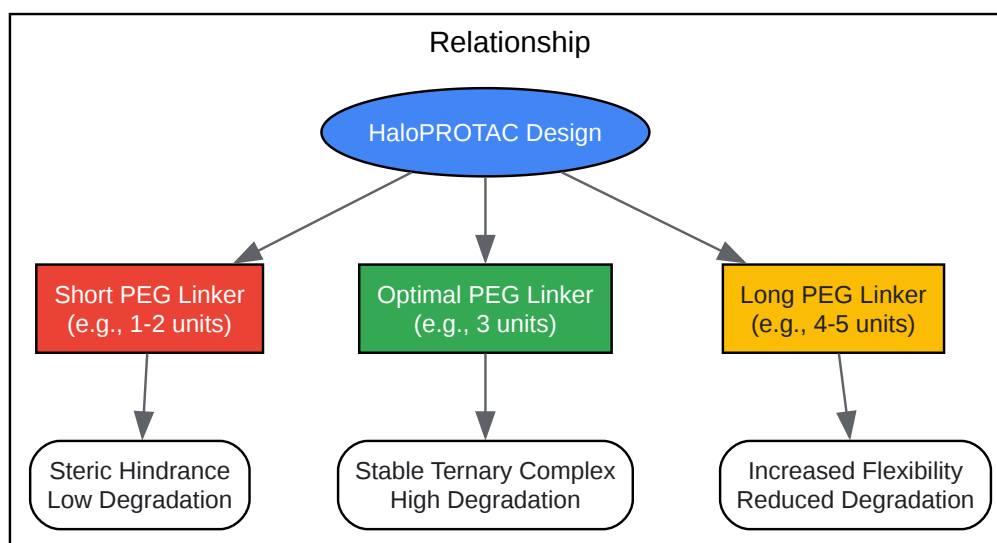 Relationship
HaloPROTAC Design
Short PEG Linker
(e.g., 1-2 units)
Optimal PEG Linker
(e.g., 3 units)
Long PEG Linker
(e.g., 4-5 units)
Steric Hindrance
Low Degradation
Stable Ternary Complex
High Degradation
Increased Flexibility
Reduced Degradation